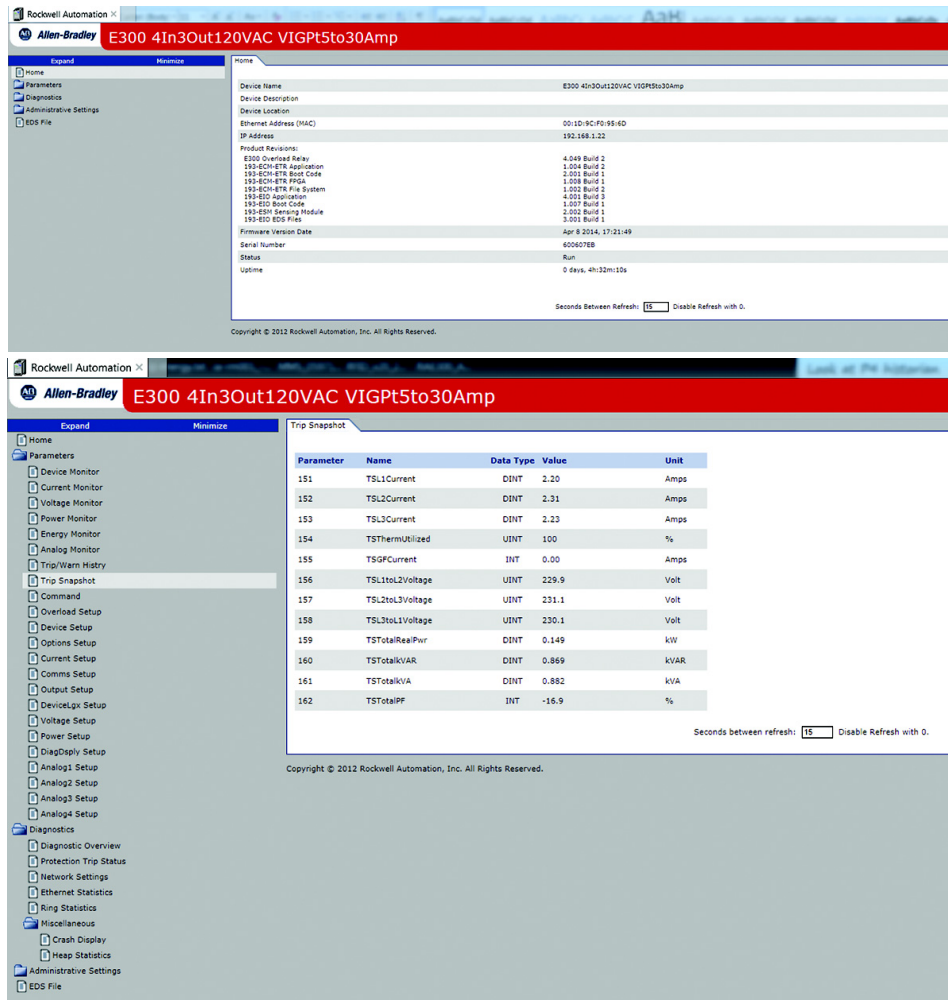 Rockwell Automation ×
AB Allen-Bradley E300 4In3Out120VAC VIGPt5to30Amp
Expand Minimize
Home
Parameters
Diagnostics
Administrative Settings
EDS File
Home
Device Name E300 4In3Out120VAC VIGPt5to30Amp
Device Description
Device Location
Ethernet Address (MAC) 00:1D:9C:F0:95:6D
IP Address 192.168.1.22
Product Revisions:
E300 Overload Relay 4.049 Build 2
193-ECM-ETR Application 1.004 Build 2
193-ECM-ETR Boot Code 2.001 Build 1
193-ECM-ETR FPGA 1.008 Build 1
193-ECM-ETR File System 1.002 Build 2
193-EIO Application 4.001 Build 3
193-EIO Boot Code 1.007 Build 1
193-ESM Sensing Module 2.002 Build 1
193-EIO EDS Files 3.001 Build 1
Firmware Version Date Apr 8 2014, 17:21:49
Serial Number 600607EB
Status Run
Uptime 0 days, 4h:32m:10s
Seconds Between Refresh: 15 Disable Refresh with 0.
Copyright © 2012 Rockwell Automation, Inc. All Rights Reserved.
Rockwell Automation ×
Look at P4 historian
AB Allen-Bradley E300 4In3Out120VAC VIGPt5to30Amp
Expand Minimize
Home
Parameters
Device Monitor
Current Monitor
Voltage Monitor
Power Monitor
Energy Monitor
Analog Monitor
Trip/Warn Histry
Trip Snapshot
Command
Overload Setup
Device Setup
Options Setup
Current Setup
Comms Setup
Output Setup
DeviceLgx Setup
Voltage Setup
Power Setup
DiagDsply Setup
Analog1 Setup
Analog2 Setup
Analog3 Setup
Analog4 Setup
Diagnostics
Diagnostic Overview
Protection Trip Status
Network Settings
Ethernet Statistics
Ring Statistics
Miscellaneous
Crash Display
Heap Statistics
Administrative Settings
EDS File
Trip Snapshot
Parameter Name Data Type Value Unit
151 TSL1Current DINT 2.20 Amps
152 TSL2Current DINT 2.31 Amps
153 TSL3Current DINT 2.23 Amps
154 TSThermUtilized UINT 100 %
155 TSGFCurrent INT 0.00 Amps
156 TSL1toL2Voltage UINT 229.9 Volt
157 TSL2toL3Voltage UINT 231.1 Volt
158 TSL3toL1Voltage UINT 230.1 Volt
159 TSTotalRealPwr DINT 0.149 kW
160 TSTotalkVAR DINT 0.869 kVAR
161 TSTotalkVA DINT 0.882 kVA
162 TSTotalPF INT -16.9 %
Seconds between refresh: 15 Disable Refresh with 0.
Copyright © 2012 Rockwell Automation, Inc. All Rights Reserved.